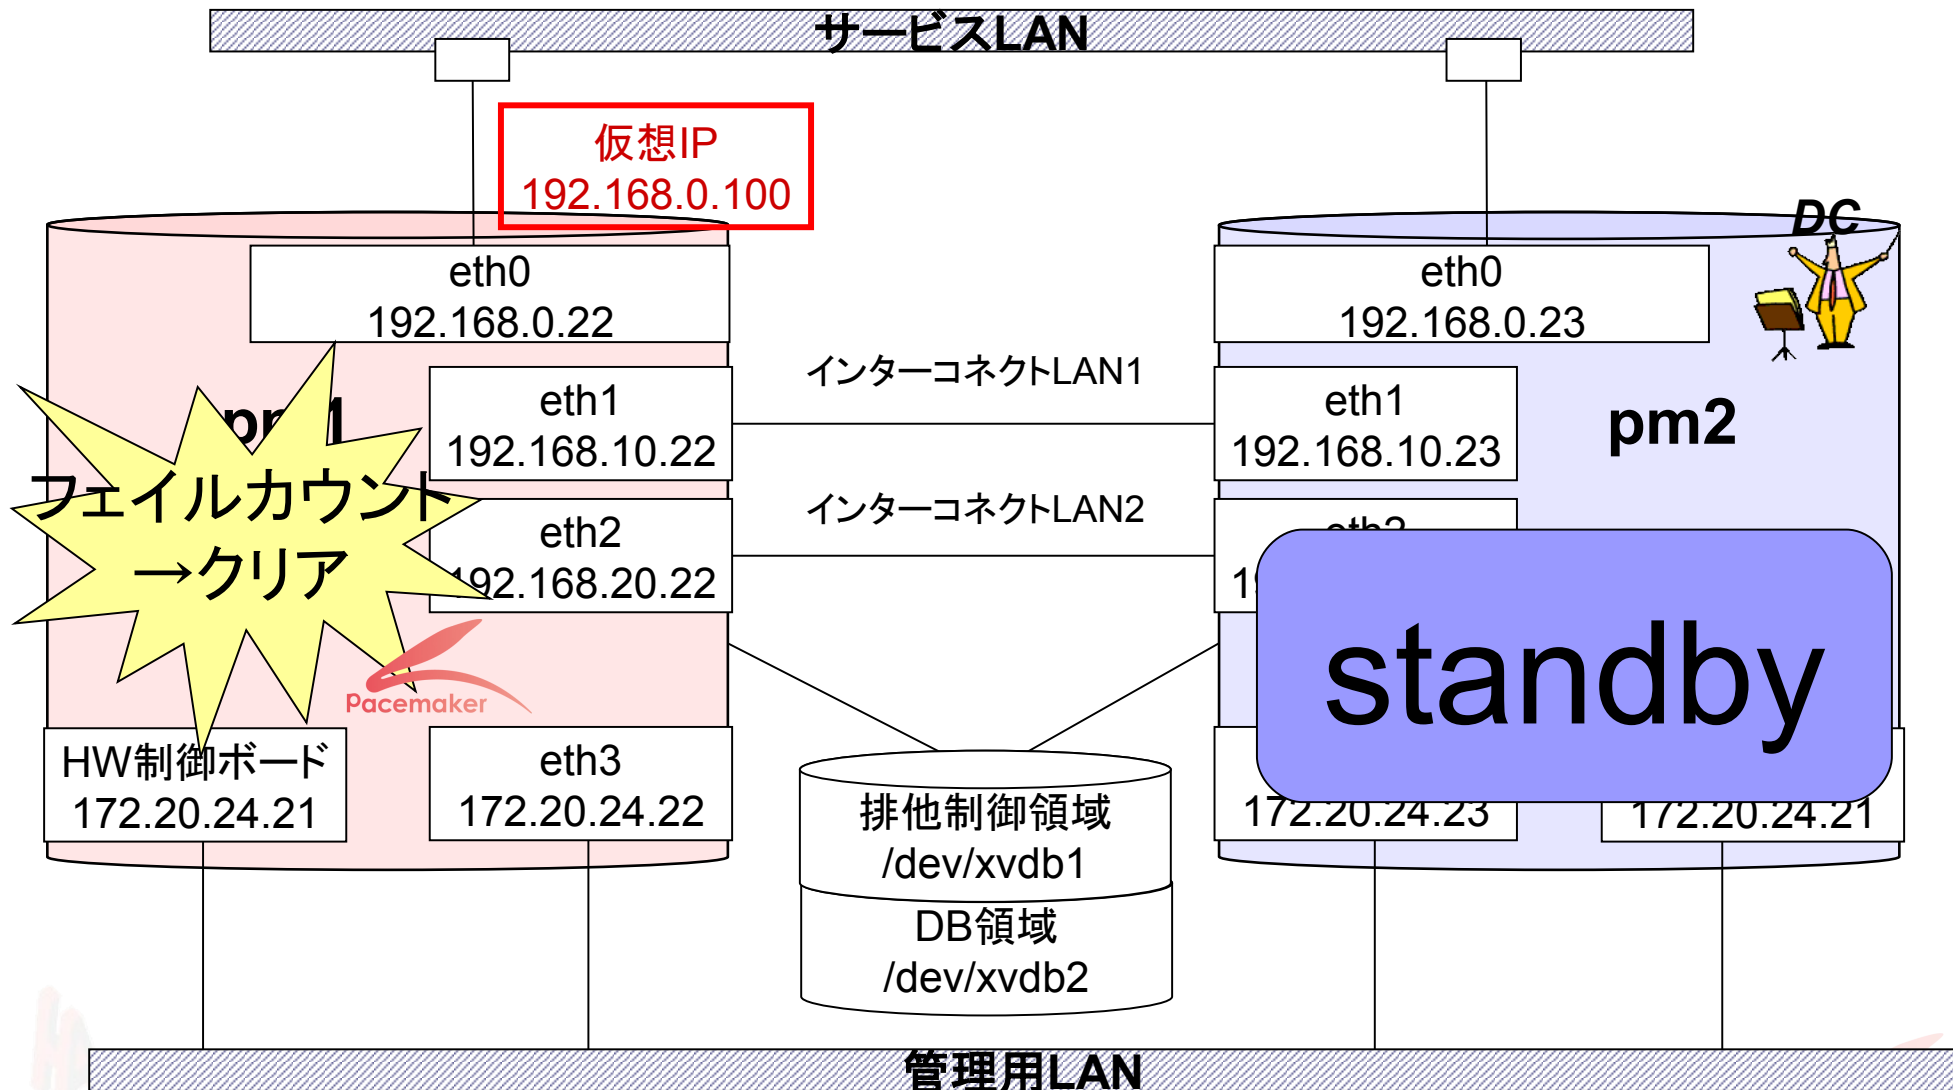 サービスLAN
仮想IP
192.168.0.100
DC
eth0
192.168.0.22
eth0
192.168.0.23
インターコネクトLAN1
eth1
192.168.10.22
eth1
192.168.10.23
pm2
フェイルカウント
→クリア
インターコネクトLAN2
eth2
192.168.20.22
eth2
standby
Pacemaker
HW制御ボード
172.20.24.21
eth3
172.20.24.22
172.20.24.23
172.20.24.21
排他制御領域
/dev/xvdb1
DB領域
/dev/xvdb2
管理用LAN